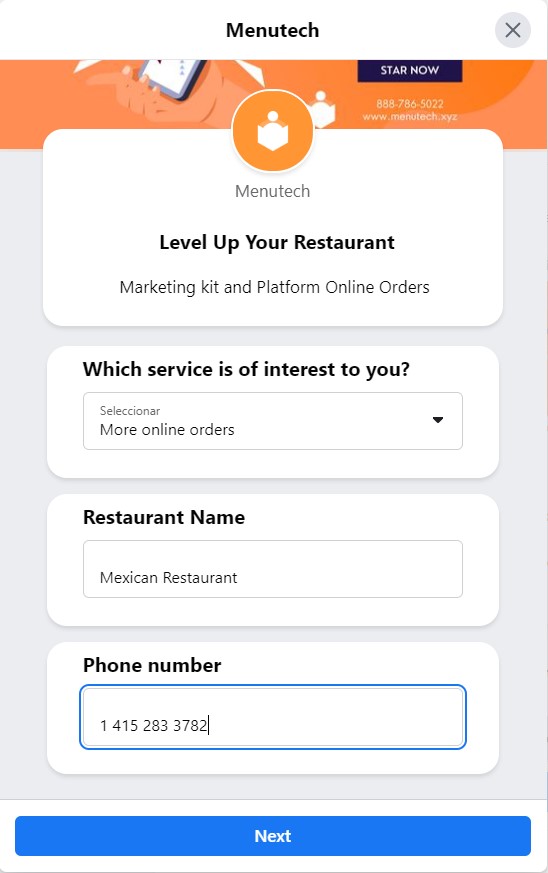 Menutech
STAR NOW
888-786-5022
www.menutech.xyz
Menutech
Level Up Your Restaurant
Marketing kit and Platform Online Orders
Which service is of interest to you?
Seleccionar
More online orders
Restaurant Name
Mexican Restaurant
Phone number
1 415 283 3782
Next